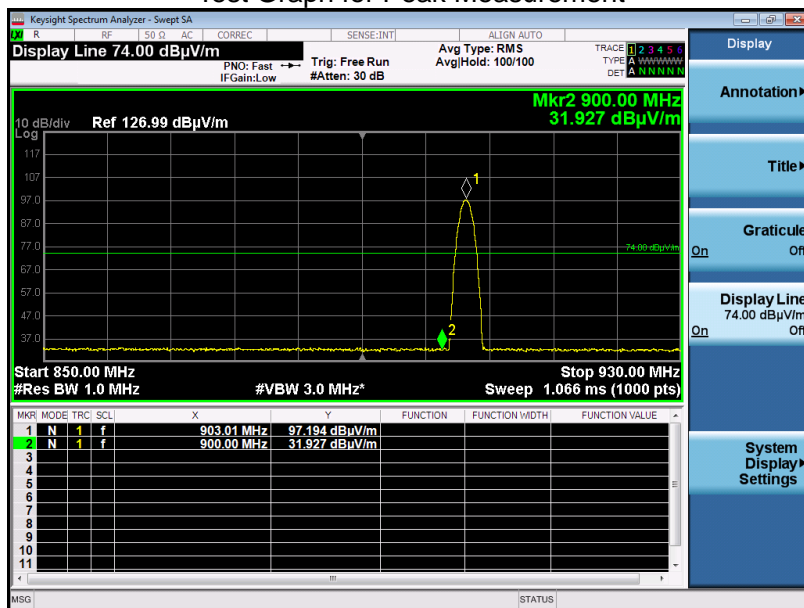 Test Graph for Peak Measurement
Keysight Spectrum Analyzer - Swept SA
LXI R RF 50 Ω AC CORREC SENSE:INT ALIGN AUTO
Display Line 74.00 dBµV/m
PNO: Fast
IFGain:Low
Trig: Free Run
#Atten: 30 dB
Avg Type: RMS
Avg|Hold: 100/100
TRACE 1 2 3 4 5 6
TYPE A WWWWW
DET A N N N N N
Mkr2 900.00 MHz
31.927 dBµV/m
10 dB/div Ref 126.99 dBµV/m
Log
117
107
97.0
87.0
77.0
67.0
57.0
47.0
37.0
1
74.00 dBµV/m
2
Start 850.00 MHz Stop 930.00 MHz
#Res BW 1.0 MHz #VBW 3.0 MHz* Sweep 1.066 ms (1000 pts)
MKR MODE TRC SCL X Y FUNCTION FUNCTION WIDTH FUNCTION VALUE
1 N 1 f 903.01 MHz 97.194 dBµV/m
2 N 1 f 900.00 MHz 31.927 dBµV/m
3
4
5
6
7
8
9
10
11
MSG STATUS
Display
Annotation
Title
Graticule
On Off
Display Line
74.00 dBµV/m
On Off
System
Display
Settings